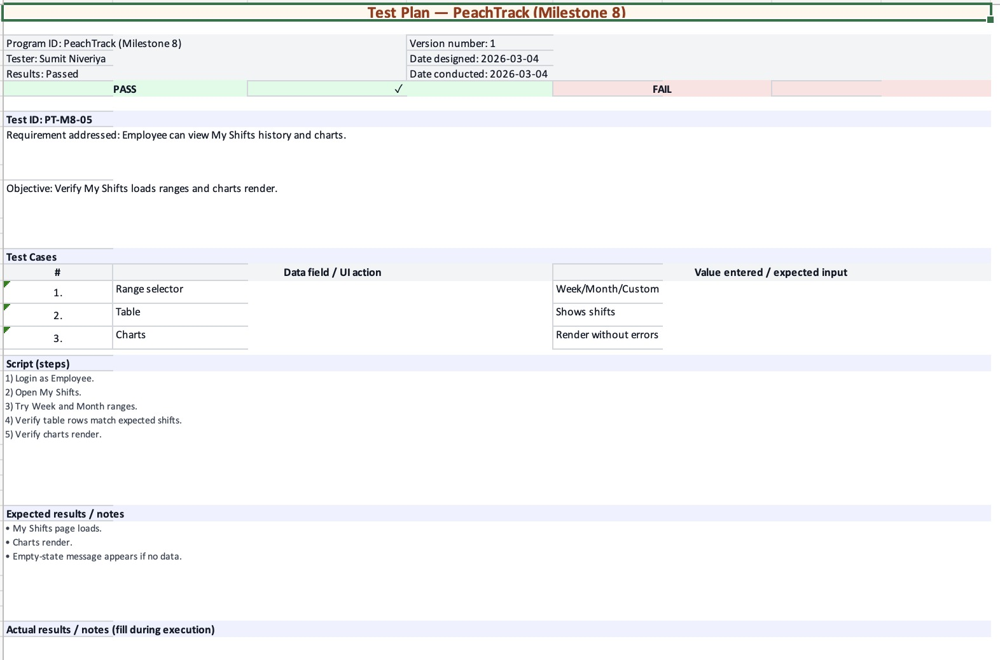 Test Plan — PeachTrack (Milestone 8)
Program ID: PeachTrack (Milestone 8)
Version number: 1
Tester: Sumit Niveriya
Date designed: 2026-03-04
Results: Passed
Date conducted: 2026-03-04
PASS ✓ FAIL
Test ID: PT-M8-05
Requirement addressed: Employee can view My Shifts history and charts.
Objective: Verify My Shifts loads ranges and charts render.
Test Cases
# Data field / UI action Value entered / expected input
1. Range selector Week/Month/Custom
2. Table Shows shifts
3. Charts Render without errors
Script (steps)
1) Login as Employee.
2) Open My Shifts.
3) Try Week and Month ranges.
4) Verify table rows match expected shifts.
5) Verify charts render.
Expected results / notes
• My Shifts page loads.
• Charts render.
• Empty-state message appears if no data.
Actual results / notes (fill during execution)